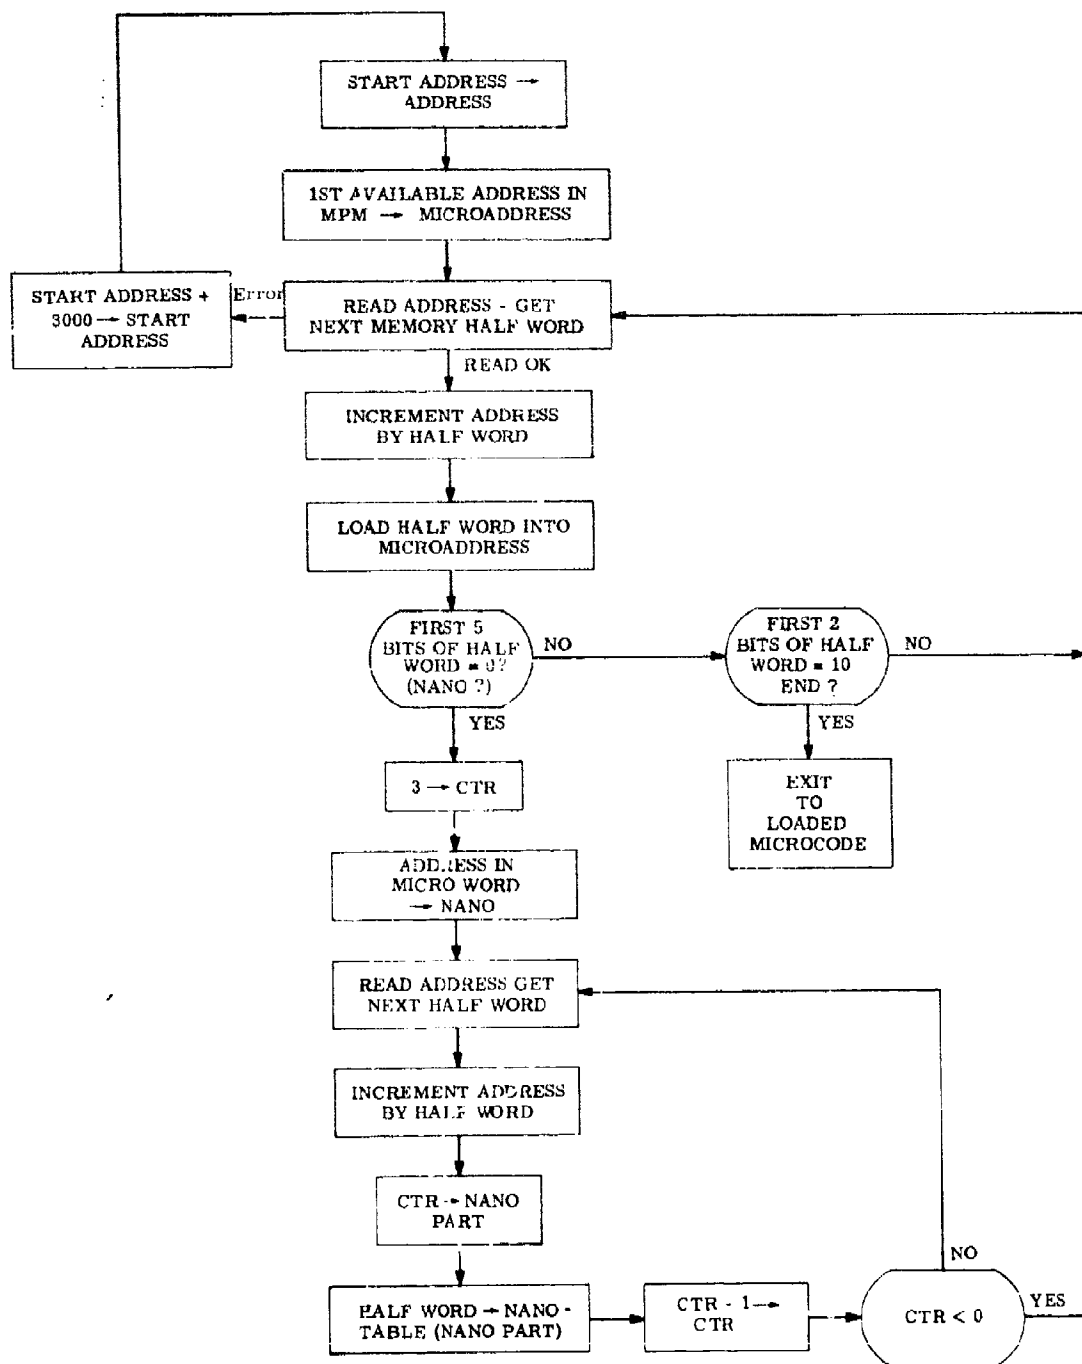 START ADDRESS →
ADDRESS
1ST AVAILABLE ADDRESS IN
MPM → MICROADDRESS
START ADDRESS +
3000 → START
ADDRESS
Error
READ ADDRESS - GET
NEXT MEMORY HALF WORD
READ OK
INCREMENT ADDRESS
BY HALF WORD
LOAD HALF WORD INTO
MICROADDRESS
FIRST 5
BITS OF HALF
WORD = 0?
(NANO ?)
NO
FIRST 2
BITS OF HALF
WORD = 10
END ?
NO
YES
YES
3 → CTR
EXIT
TO
LOADED
MICROCODE
ADDRESS IN
MICRO WORD
→ NANO
READ ADDRESS GET
NEXT HALF WORD
INCREMENT ADDRESS
BY HALF WORD
CTR → NANO
PART
NO
HALF WORD → NANO -
TABLE (NANO PART)
CTR - 1 →
CTR
CTR < 0
YES